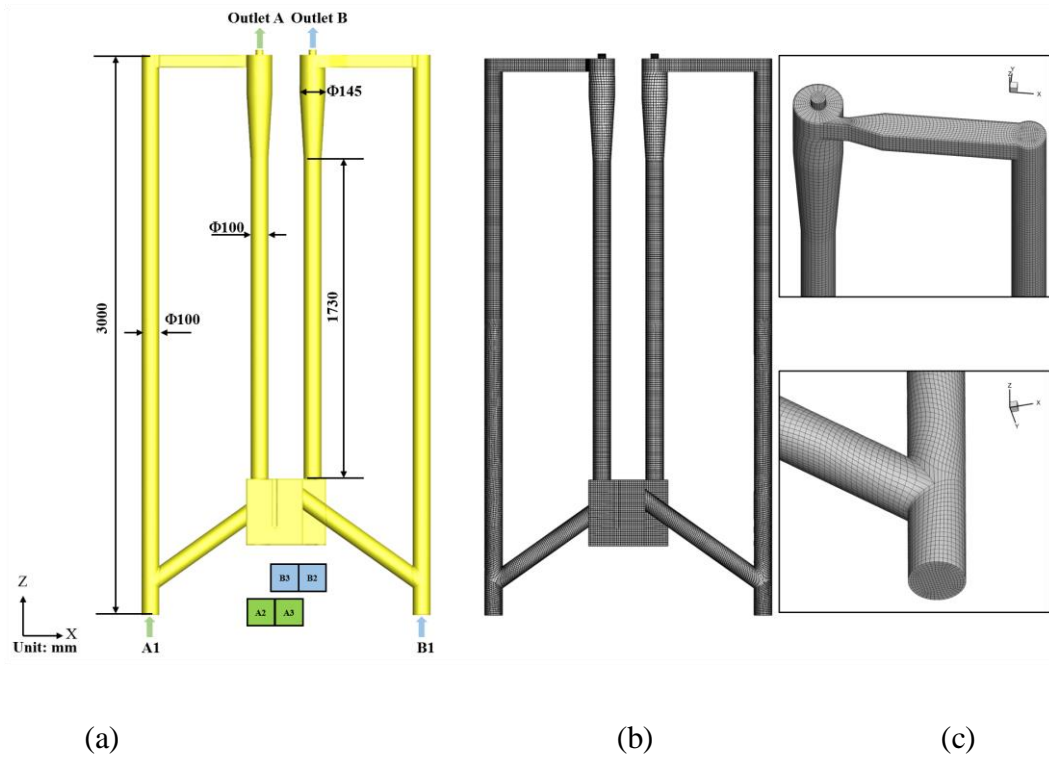 Outlet A Outlet B
Φ145
Φ100
Φ100
3000
1730
B3 B2
A2 A3
Z
X
Unit: mm
A1
B1
Z
Y
X
Z
X
Y
(a) (b) (c)